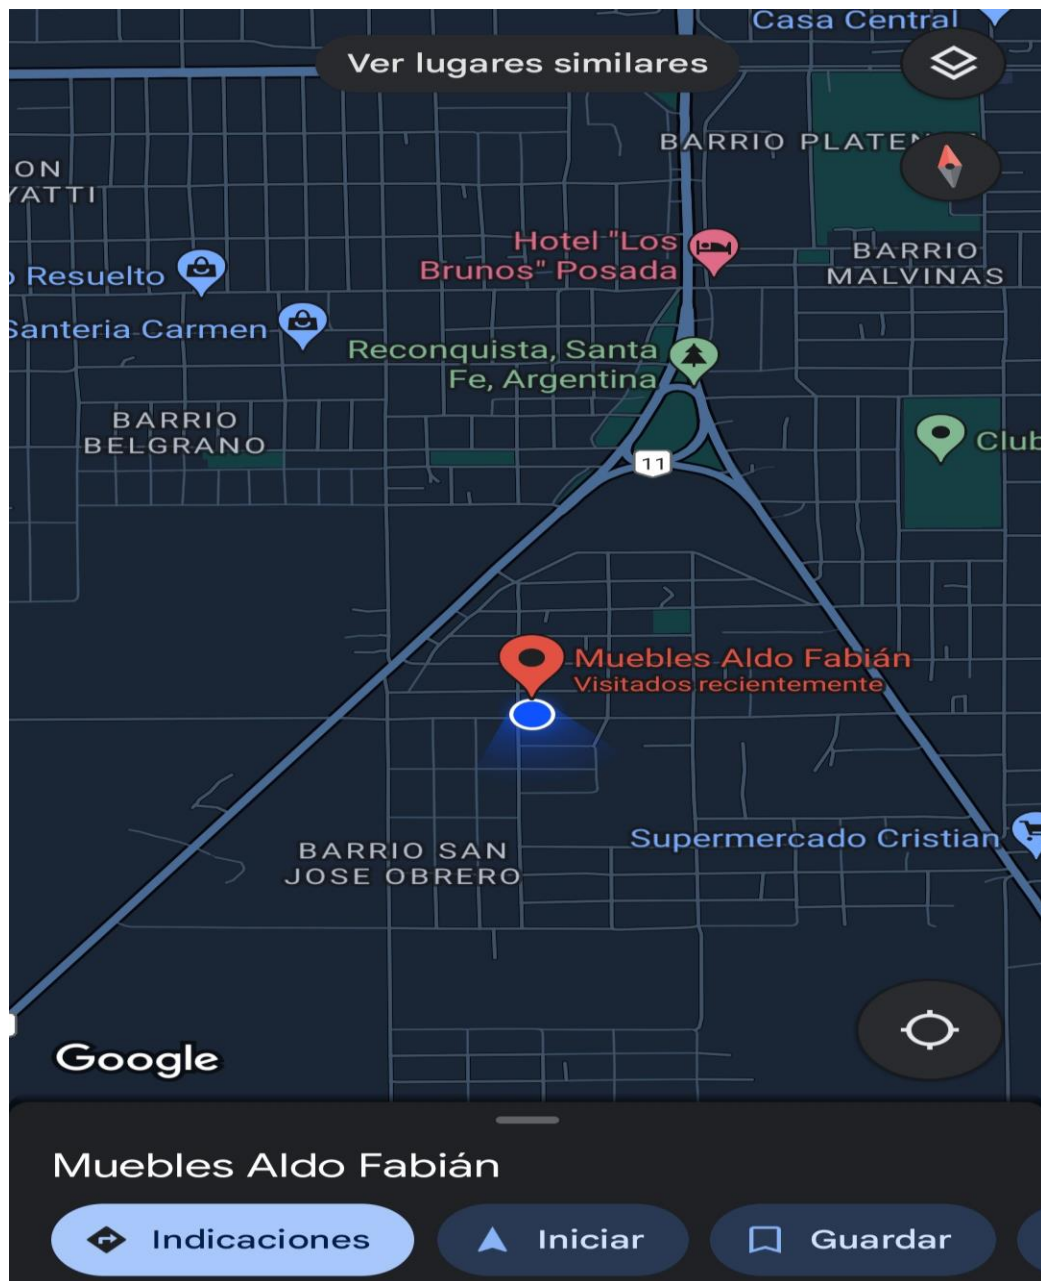 Casa Central
Ver lugares similares
BARRIO
ON
YATTI
Hotel "Los
Brunos" Posada
BARRIO
MALVINAS
Resuelto
Santeria Carmen
Reconquista, Santa
Fe, Argentina
BARRIO
BELGRANO
Club
11
Muebles Aldo Fabián
Visitados recientemente
Supermercado Cristian
BARRIO SAN
JOSE OBRERO
Google
Muebles Aldo Fabián
Indicaciones
Iniciar
Guardar